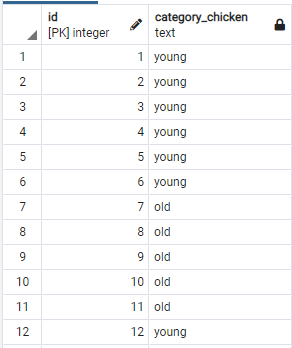 id category_chicken
[PK] integer text
1 1 young
2 2 young
3 3 young
4 4 young
5 5 young
6 6 young
7 7 old
8 8 old
9 9 old
10 10 old
11 11 old
12 12 young